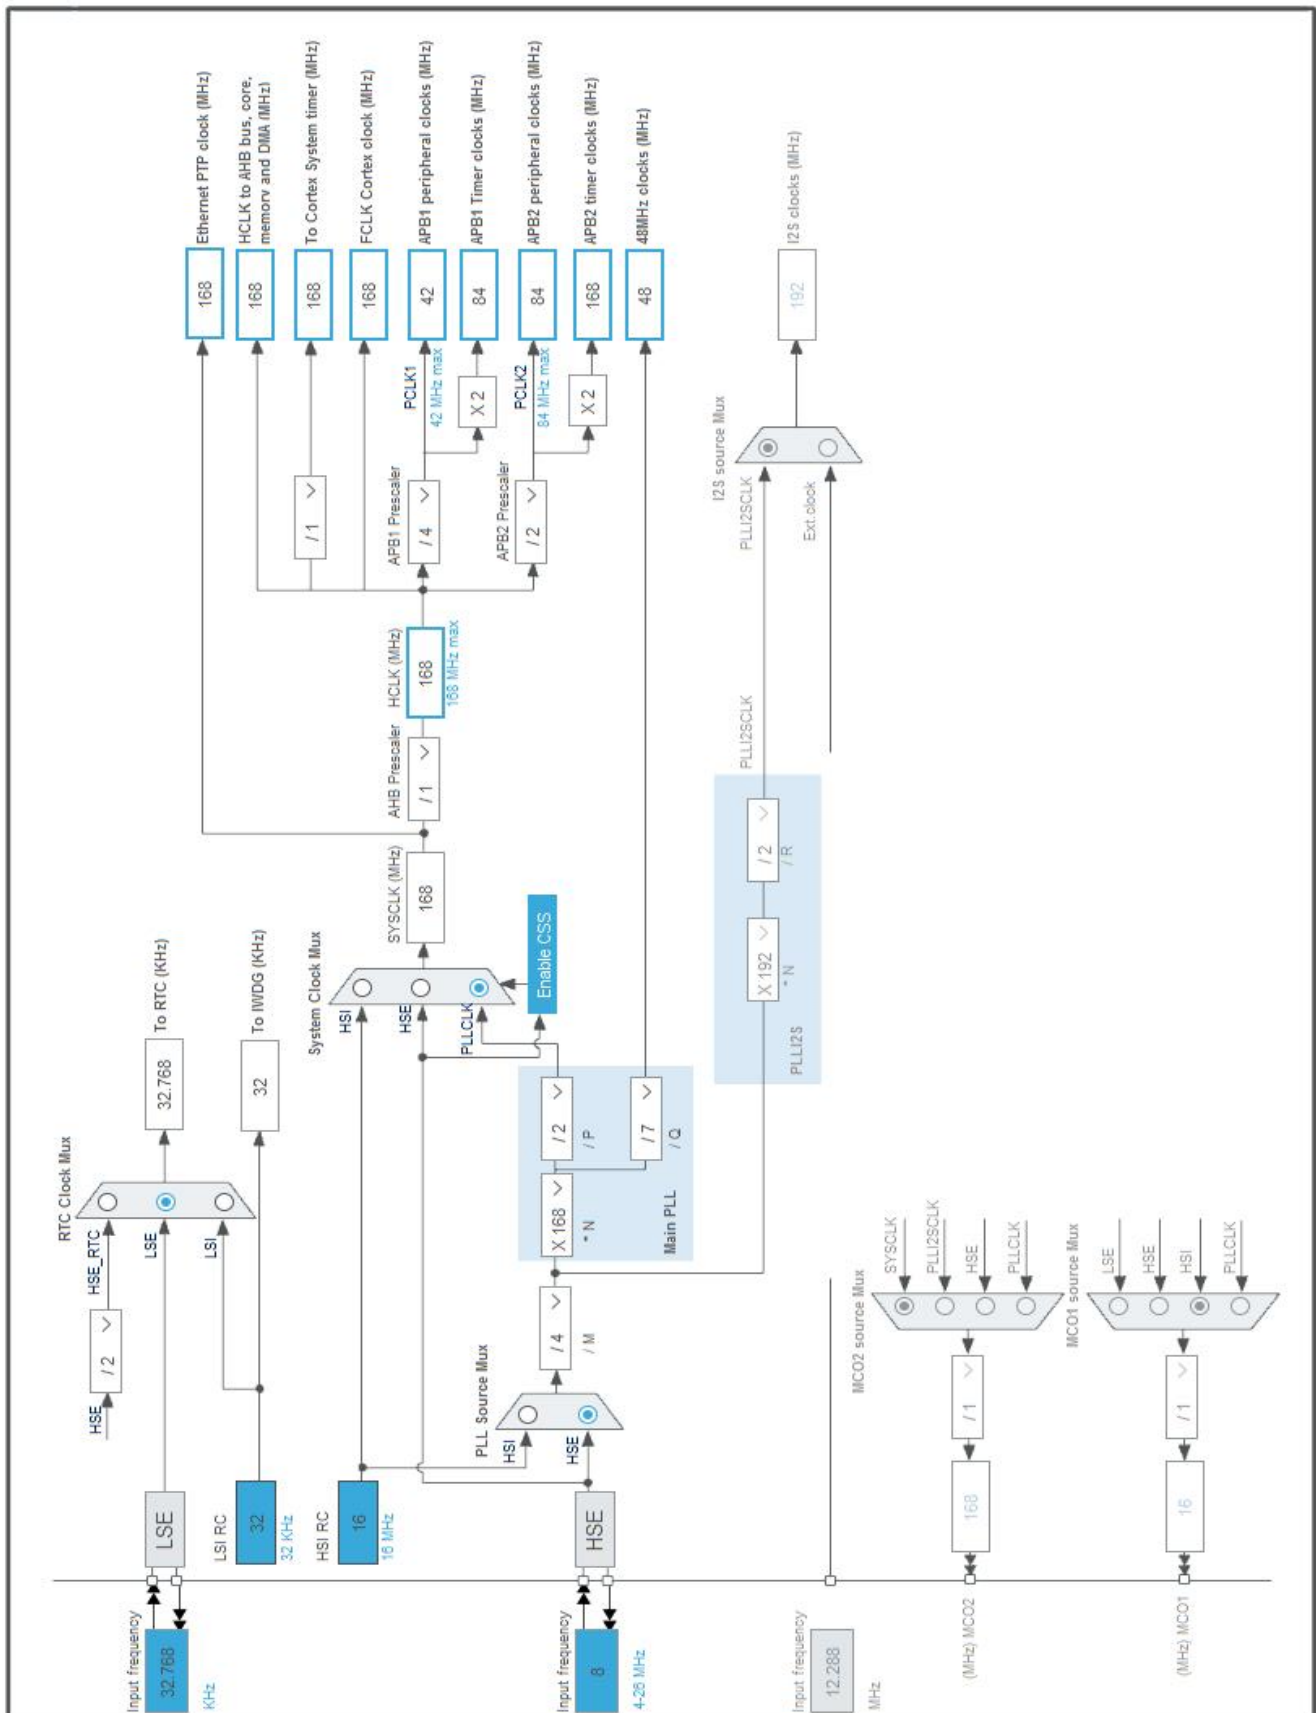 Input frequency
32.768
KHz
LSE
HSE
/ 2
HSE_RTC
LSE
LSI
RTC Clock Mux
32.768
To RTC (KHz)
LSI RC
32
32 KHz
32
To IWDG (KHz)
HSI RC
16
16 MHz
Input frequency
8
4-26 MHz
HSE
PLL Source Mux
HSI
HSE
/ 4
/ M
X 168
* N
/ 2
/ P
/ 7
/ Q
Main PLL
System Clock Mux
HSI
HSE
PLLCLK
Enable CSS
SYSCLK (MHz)
168
AHB Prescaler
/ 1
HCLK (MHz)
168
168 MHz max
168
Ethernet PTP clock (MHz)
168
HCLK to AHB bus, core,
memory and DMA (MHz)
/ 1
168
To Cortex System timer (MHz)
168
FCLK Cortex clock (MHz)
APB1 Prescaler
/ 4
PCLK1
42 MHz max
42
APB1 peripheral clocks (MHz)
X 2
84
APB1 Timer clocks (MHz)
APB2 Prescaler
/ 2
PCLK2
84 MHz max
84
APB2 peripheral clocks (MHz)
X 2
168
APB2 timer clocks (MHz)
48
48MHz clocks (MHz)
PLLI2S
X 192
* N
/ 2
/ R
PLLI2SCLK
PLLI2SCLK
I2S source Mux
Ext.clock
192
I2S clocks (MHz)
Input frequency
12.288
MHz
MCO2 source Mux
SYSCLK
PLLI2SCLK
HSE
PLLCLK
/ 1
168
(MHz) MCO2
MCO1 source Mux
LSE
HSE
HSI
PLLCLK
/ 1
16
(MHz) MCO1